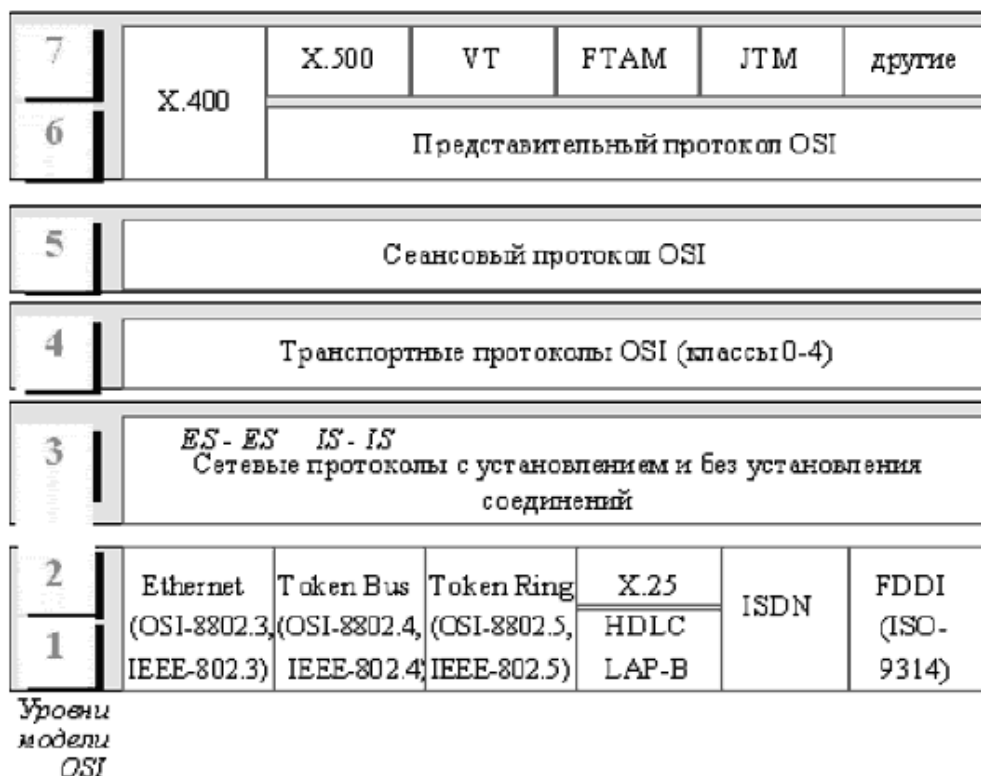 7
X.400
X.500
VT
FTAM
JTM
другие
6
Представительный протокол OSI
5
Сеансовый протокол OSI
4
Транспортные протоколы OSI (классы 0-4)
3
ES - ES IS - IS
Сетевые протоколы с установлением и без установления
соединений
2
1
Ethernet
(OSI-8802.3,
IEEE-802.3)
Token Bus
(OSI-8802.4,
IEEE-802.4)
Token Ring
(OSI-8802.5,
IEEE-802.5)
X.25
HDLC
LAP-B
ISDN
FDDI
(ISO-
9314)
Уровни
модели
OSI